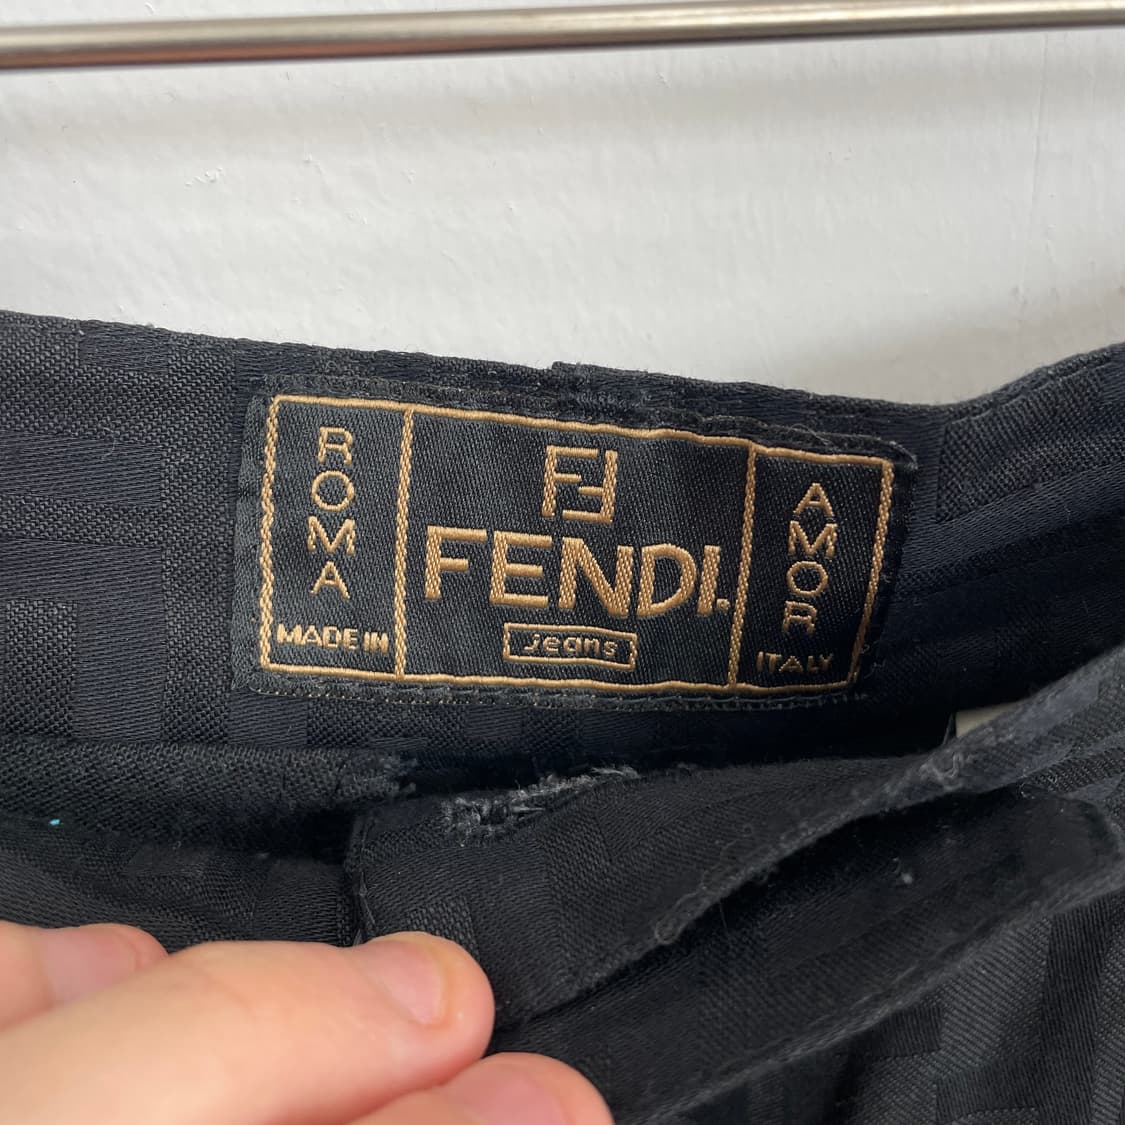 ROMA
MADE IN
FF
FENDI.
jeans
AMOR
ITALY